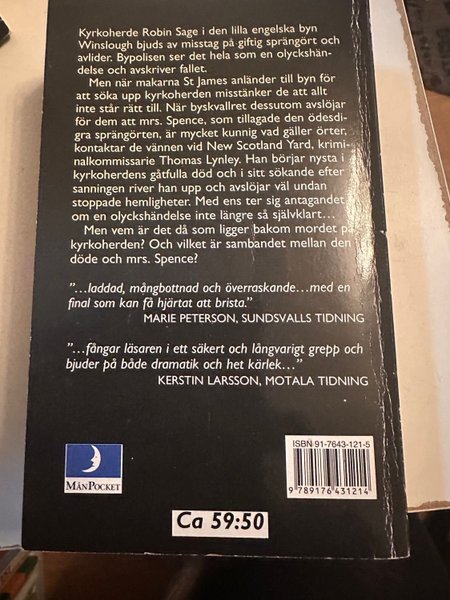 Kyrkoherde Robin Sage i den lilla engelska byn
Winslough bjuds av misstag på giftig sprängört och
avlider. Bypolisen ser det hela som en olyckshän-
delse och avskriver fallet.
Men när makarna St James anländer till byn för
att söka upp kyrkoherden misstänker de att allt
inte står rätt till. När byskvallret dessutom avslöjar
för dem att mrs. Spence, som tillagade den ödesdi-
gra sprängörten, är mycket kunnig vad gäller örter,
kontaktar de vännen vid New Scotland Yard, krimi-
nalkommissarie Thomas Lynley. Han börjar nysta i
kyrkoherdens gåtfulla död och i sitt sökande efter
sanningen river han upp och avslöjar väl undan
stoppade hemligheter. Med ens ter sig antagandet
om en olyckshändelse inte längre så självklart...
Men vem är det då som ligger bakom mordet på
kyrkoherden? Och vilket är sambandet mellan den
döde och mrs. Spence?
”...laddad, mångbottnad och överraskande...med en
final som kan få hjärtat att brista.”
MARIE PETERSON, SUNDSVALLS TIDNING
”...fångar läsaren i ett säkert och långvarigt grepp och
bjuder på både dramatik och het kärlek...”
KERSTIN LARSSON, MOTALA TIDNING
ISBN 91-7643-121-5
9 789176 431214
MÅNPOCKET
Ca 59:50